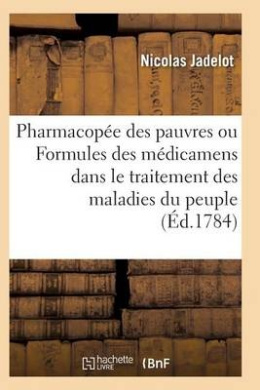 Nicolas Jadelot
Pharmacopée des pauvres ou
Formules des médicamens
dans le traitement des
maladies du peuple
(Éd.1784)
hachette
LIVRE
{BnF